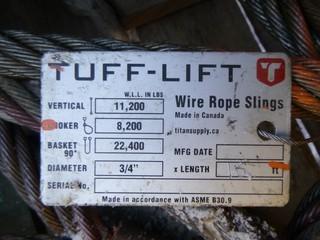 TUFF-LIFT
W.L.L. IN LBS
VERTICAL 11,200
OKER 8,200
BASKET 90° 22,400
DIAMETER 3/4"
SERIAL No.
Wire Rope Slings
Made in Canada
titansupply.ca
MFG DATE
x LENGTH ft
Made in accordance with ASME B30.9